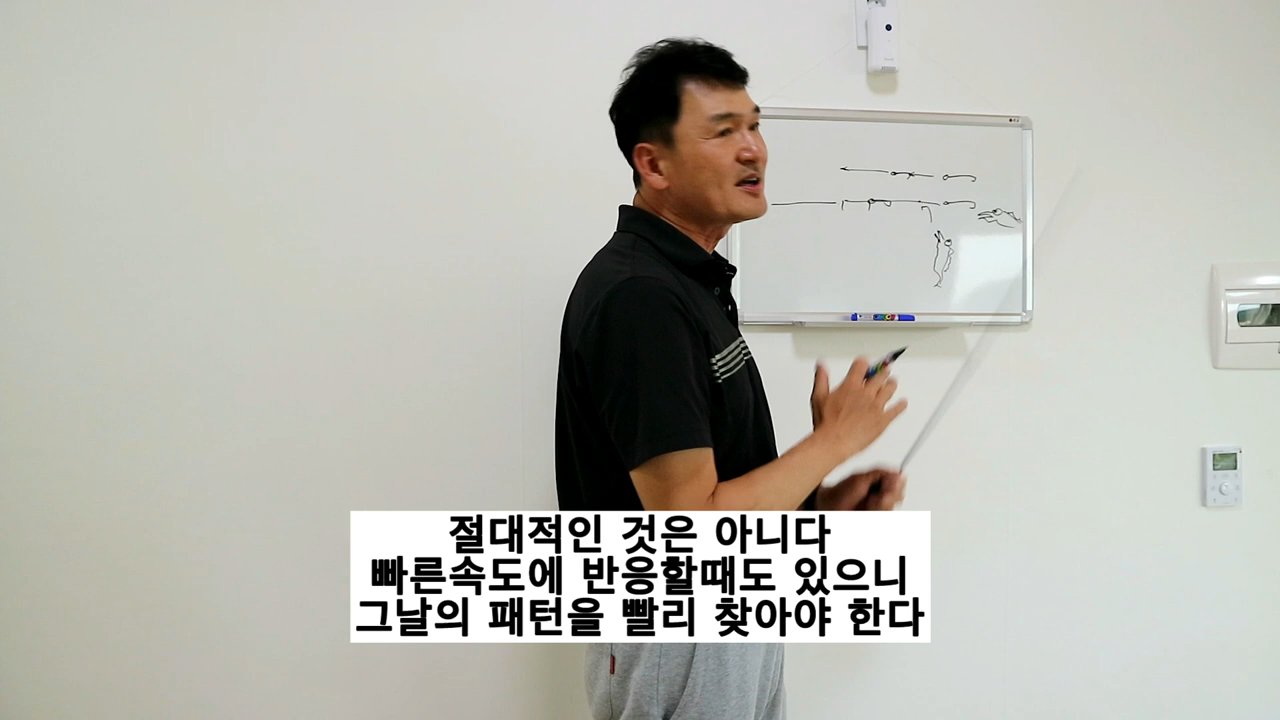 절대적인 것은 아니다
빠른속도에 반응할때도 있으니
그날의 패턴을 빨리 찾아야 한다